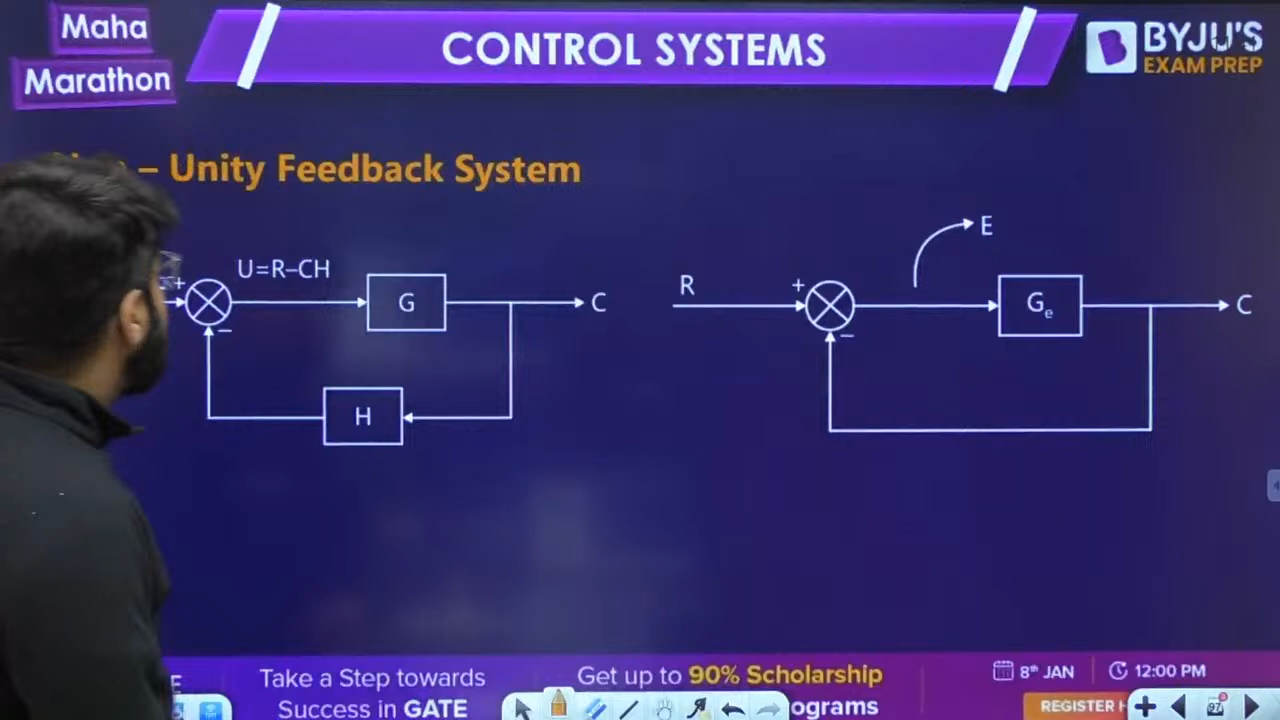 Maha
Marathon
CONTROL SYSTEMS
BYJU'S
EXAM PREP
– Unity Feedback System
+
U=R–CH
G
C
–
H
R
+
E
Gₑ
C
–
Take a Step towards
Success in GATE
Get up to 90% Scholarship
8ᵗʰ JAN
12:00 PM
REGISTER
97